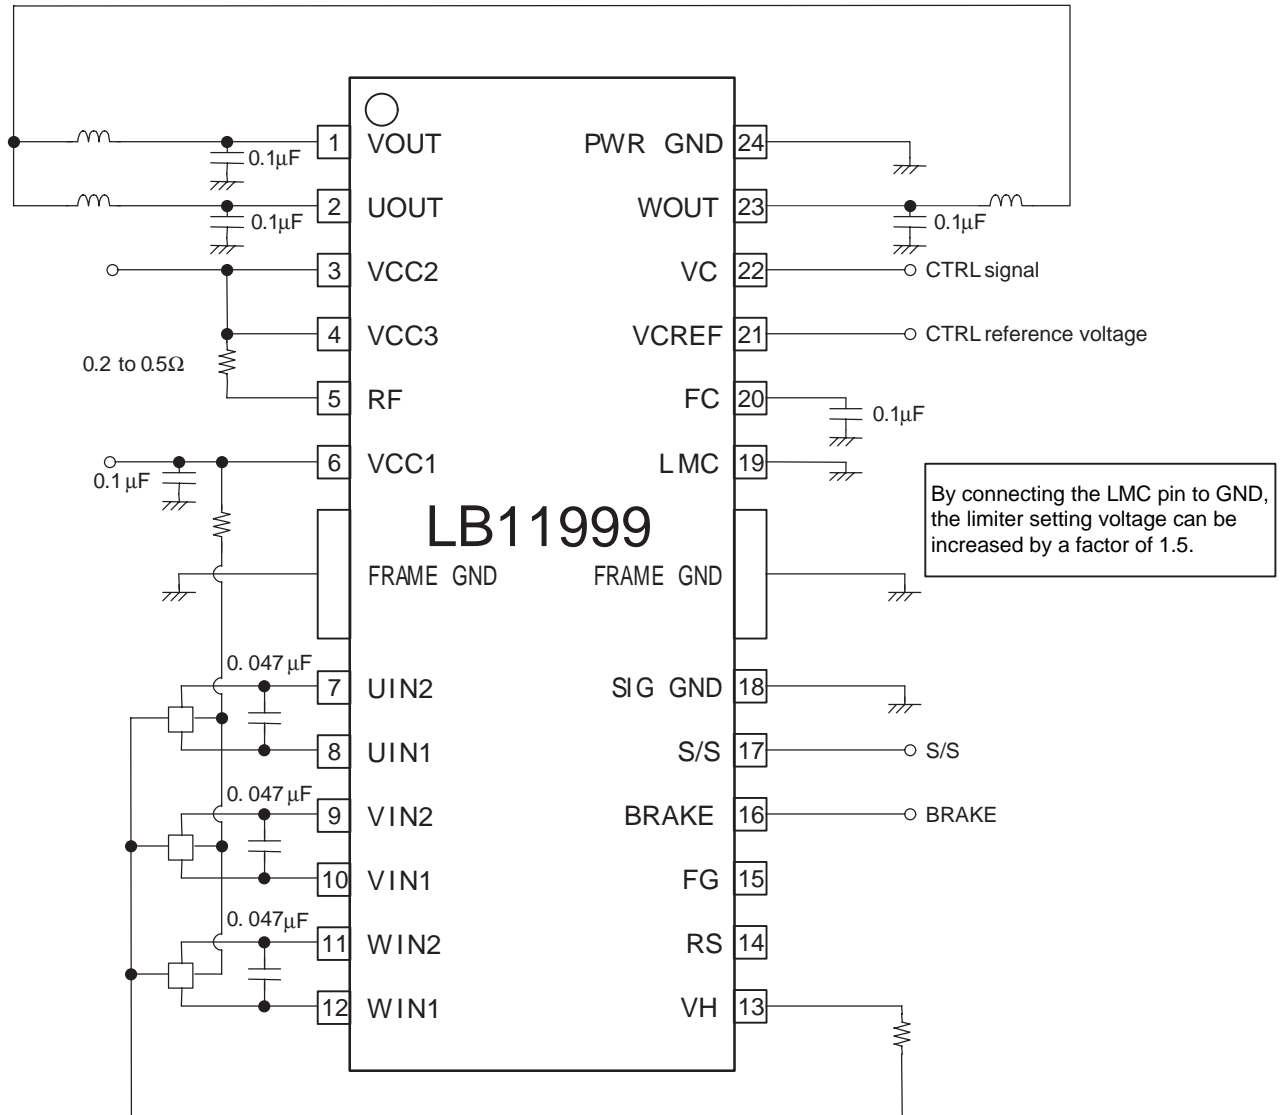 1 VOUT PWR GND 24
0.1µF
2 UOUT WOUT 23
0.1µF 0.1µF
3 VCC2 VC 22 CTRL signal
4 VCC3 VCREF 21 CTRL reference voltage
0.2 to 0.5Ω
5 RF FC 20
0.1µF
6 VCC1 LMC 19
0.1 µF
By connecting the LMC pin to GND,
the limiter setting voltage can be
increased by a factor of 1.5.
LB11999
FRAME GND FRAME GND
0. 047 µF
7 UIN2 SIG GND 18
8 UIN1 S/S 17 S/S
0. 047 µF
9 VIN2 BRAKE 16 BRAKE
10 VIN1 FG 15
0. 047µF
11 WIN2 RS 14
12 WIN1 VH 13